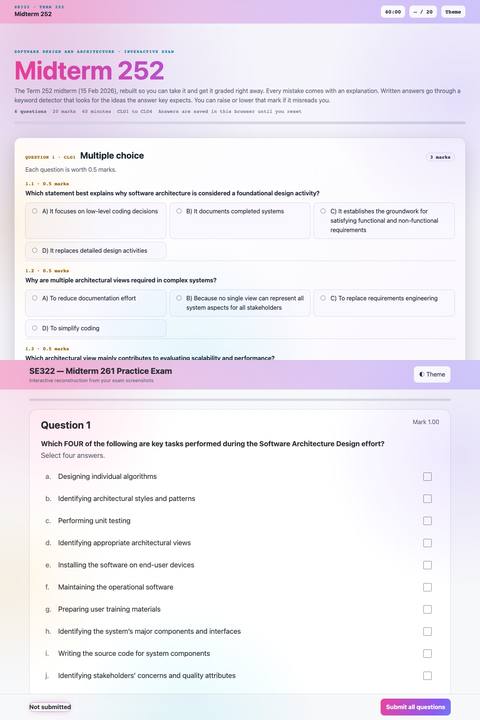 SE322 · TERM 252
Midterm 252
60:00
— / 20
Theme
SOFTWARE DESIGN AND ARCHITECTURE · INTERACTIVE EXAM
Midterm 252
The Term 252 midterm (15 Feb 2026), rebuilt so you can take it and get it graded right away. Every mistake comes with an explanation. Written answers go through a
keyword detector that looks for the ideas the answer key expects. You can raise or lower that mark if it misreads you.
6 questions 20 marks 60 minutes CLO1 to CLO4 Answers are saved in this browser until you reset
QUESTION 1 · CLO1 Multiple choice
3 marks
Each question is worth 0.5 marks.
1.1 · 0.5 marks
Which statement best explains why software architecture is considered a foundational design activity?
A) It focuses on low-level coding decisions
B) It documents completed systems
C) It establishes the groundwork for
satisfying functional and non-functional
requirements
D) It replaces detailed design activities
1.2 · 0.5 marks
Why are multiple architectural views required in complex systems?
A) To reduce documentation effort
B) Because no single view can represent all
system aspects for all stakeholders
C) To replace requirements engineering
D) To simplify coding
1.3 · 0.5 marks
Which architectural view mainly contributes to evaluating scalability and performance?
SE322 — Midterm 261 Practice Exam
Interactive reconstruction from your exam screenshots
◐ Theme
Question 1
Mark 1.00
Which FOUR of the following are key tasks performed during the Software Architecture Design effort?
Select four answers.
a. Designing individual algorithms
b. Identifying architectural styles and patterns
c. Performing unit testing
d. Identifying appropriate architectural views
e. Installing the software on end-user devices
f. Maintaining the operational software
g. Preparing user training materials
h. Identifying the system's major components and interfaces
i. Writing the source code for system components
j. Identifying stakeholders' concerns and quality attributes
Not submitted
Submit all questions